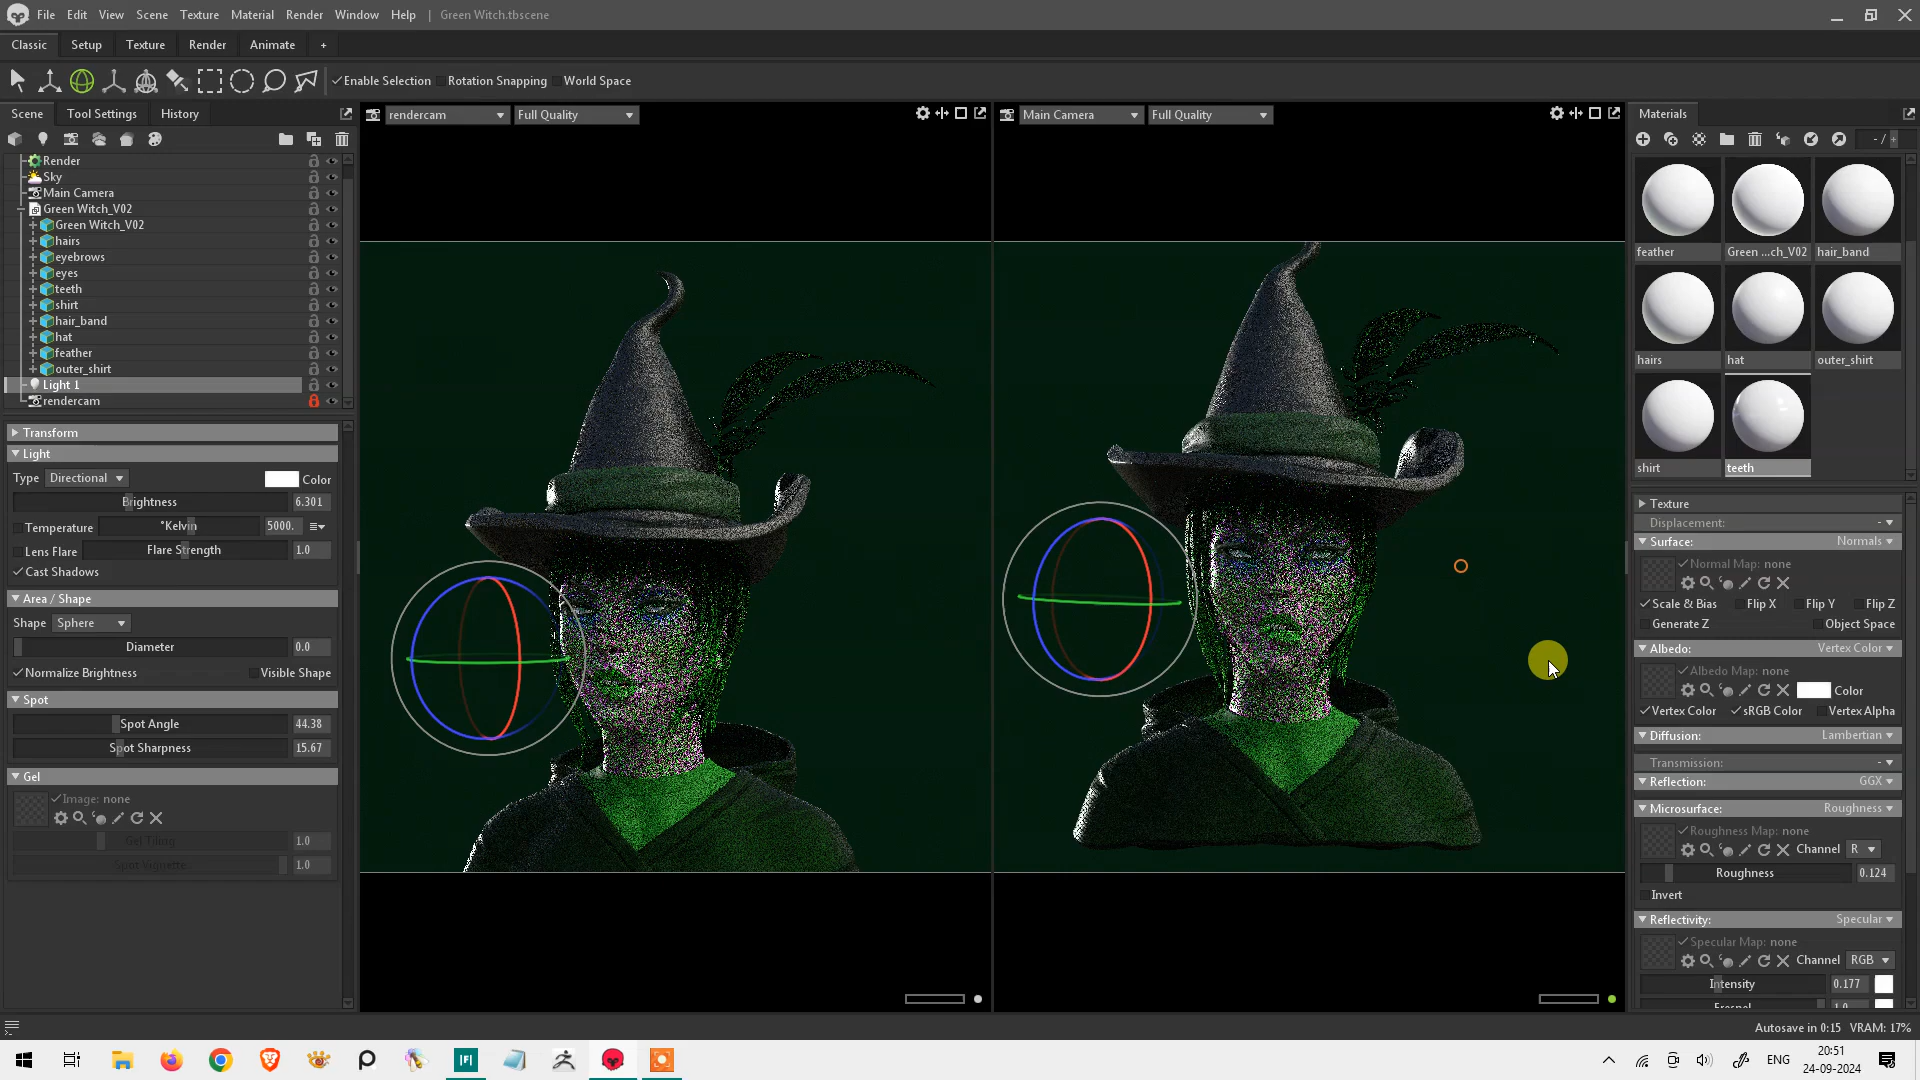 File Edit View Scene Texture Material Render Window Help | Green Witch.tbscene
Classic Setup Texture Render Animate +
Enable Selection Rotation Snapping World Space
Scene Tool Settings History
rendercam Full Quality
Main Camera Full Quality
Materials
- / +
Render
Sky
Main Camera
Green Witch_V02
Green Witch_V02
hairs
eyebrows
eyes
teeth
shirt
hair_band
hat
feather
outer_shirt
Light 1
rendercam
Transform
Light
Type Directional Color
Brightness 6.301
Temperature °Kelvin 5000.
Lens Flare Flare Strength 1.0
Cast Shadows
Area / Shape
Shape Sphere
Diameter 0.0
Normalize Brightness Visible Shape
Spot
Spot Angle 44.38
Spot Sharpness 15.67
Gel
Image: none
Gel Tiling 1.0
Spot Vignette 1.0
feather Green ...ch_V02 hair_band
hairs hat outer_shirt
shirt teeth
Texture
Displacement: -
Surface: Normals
Normal Map: none
Scale & Bias Flip X Flip Y Flip Z
Generate Z Object Space
Albedo: Vertex Color
Albedo Map: none
Color
Vertex Color sRGB Color Vertex Alpha
Diffusion: Lambertian
Transmission: -
Reflection: GGX
Microsurface: Roughness
Roughness Map: none
Channel R
Roughness 0.124
Invert
Reflectivity: Specular
Specular Map: none
Channel RGB
Intensity 0.177
Fresnel 1.0
Autosave in 0:15 VRAM: 17%
ENG
20:51
24-09-2024